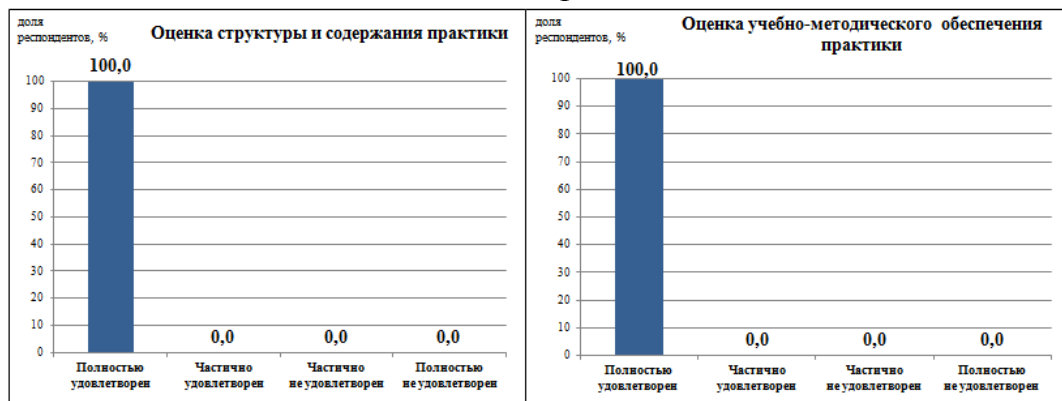 доля
респондентов, %
Оценка структуры и содержания практики
100,0
100
90
80
70
60
50
40
30
20
10
0
0,0
0,0
0,0
Полностью
удовлетворен
Частично
удовлетворен
Частично
не удовлетворен
Полностью
не удовлетворен
доля
респондентов, %
Оценка учебно-методического обеспечения
практики
100,0
100
90
80
70
60
50
40
30
20
10
0
0,0
0,0
0,0
Полностью
удовлетворен
Частично
удовлетворен
Частично
не удовлетворен
Полностью
не удовлетворен